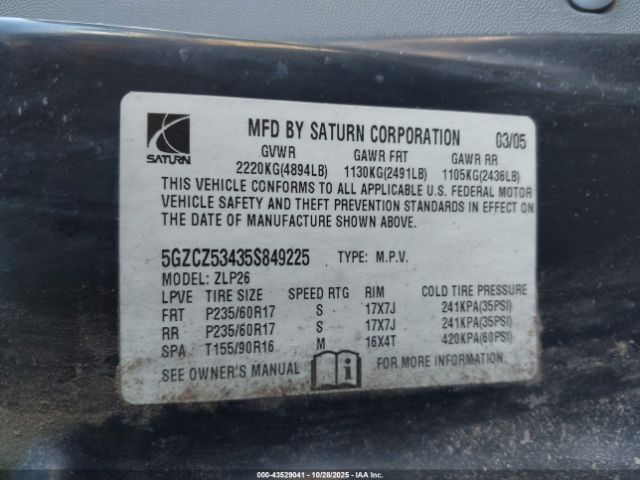 MFD BY SATURN CORPORATION 03/05
SATURN
GVWR GAWR FRT GAWR RR
2220KG(4894LB) 1130KG(2491LB) 1105KG(2436LB)
THIS VEHICLE CONFORMS TO ALL APPLICABLE U.S. FEDERAL MOTOR
VEHICLE SAFETY AND THEFT PREVENTION STANDARDS IN EFFECT ON
THE DATE OF MANUFACTURE SHOWN ABOVE.
5GZCZ53435S849225 TYPE: M.P.V.
MODEL: ZLP26
LPVE TIRE SIZE SPEED RTG RIM COLD TIRE PRESSURE
FRT P235/60R17 S 17X7J 241KPA(35PSI)
RR P235/60R17 S 17X7J 241KPA(35PSI)
SPA T155/90R16 M 16X4T 420KPA(60PSI)
SEE OWNER'S MANUAL i FOR MORE INFORMATION.
000-43529041 - 10/28/2025 - IAA, Inc.